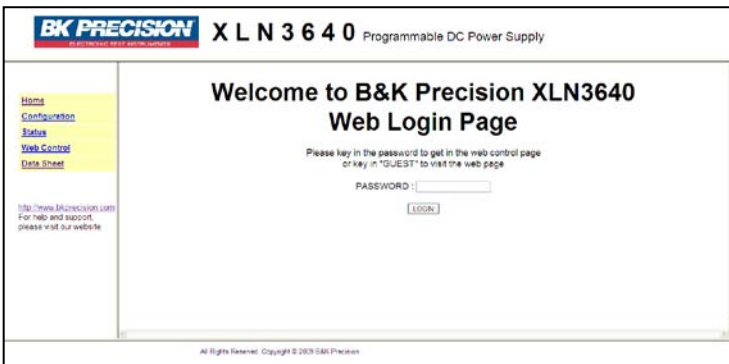 BK PRECISION
ELECTRONIC TEST INSTRUMENTS
XLN3640 Programmable DC Power Supply
Home
Configuration
Status
Web Control
Data Sheet
http://www.bkprecision.com
For help and support,
please visit our website
Welcome to B&K Precision XLN3640
Web Login Page
Please key in the password to get in the web control page
or key in "GUEST" to visit the web page
PASSWORD :
LOGIN
All Rights Reserved. Copyright © 2009 B&K Precision